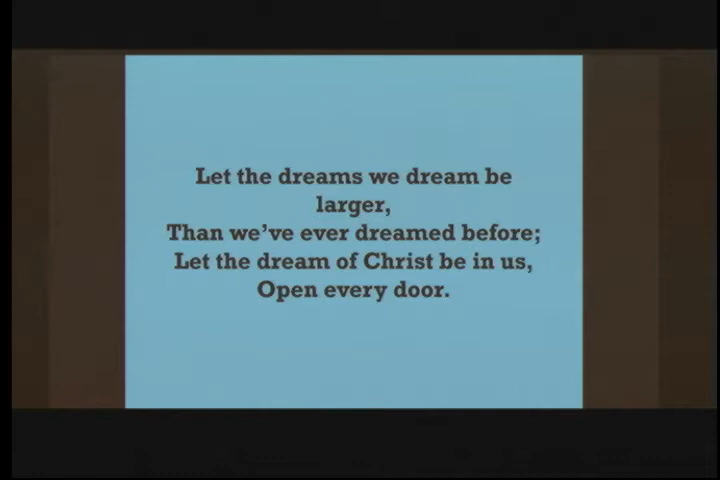 Let the dreams we dream be
larger,
Than we've ever dreamed before;
Let the dream of Christ be in us,
Open every door.